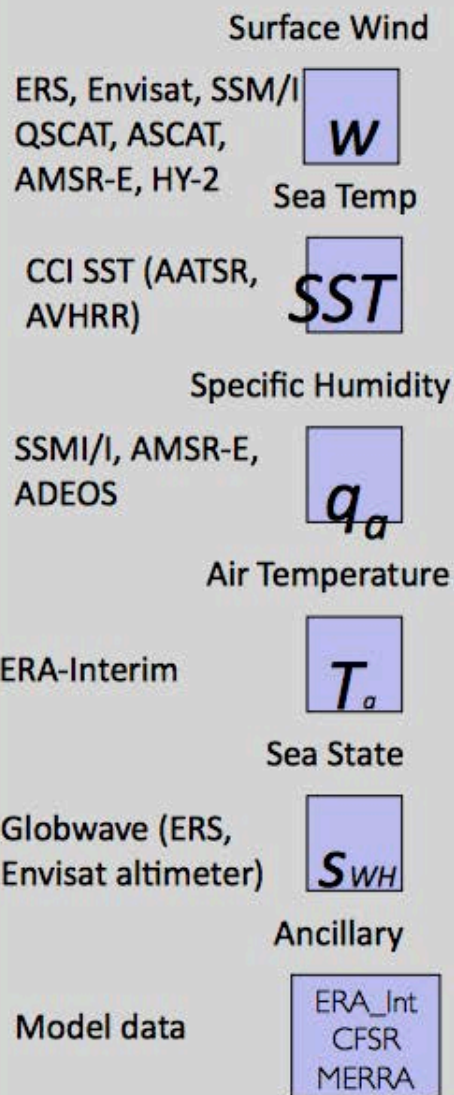 Surface Wind
ERS, Envisat, SSM/I
QSCAT, ASCAT,
AMSR-E, HY-2
w
Sea Temp
CCI SST (AATSR,
AVHRR)
SST
Specific Humidity
SSMI/I, AMSR-E,
ADEOS
qa
Air Temperature
ERA-Interim
Ta
Sea State
Globwave (ERS,
Envisat altimeter)
SWH
Ancillary
Model data
ERA_Int
CFSR
MERRA